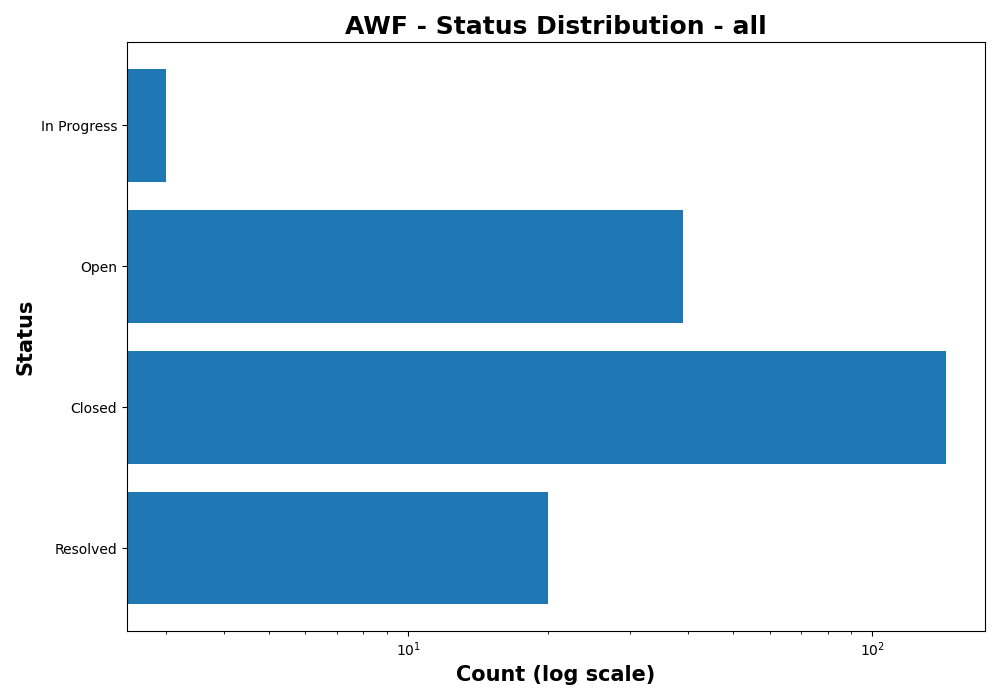 AWF - Status Distribution - all
Status
In Progress
Open
Closed
Resolved
10¹ 10²
Count (log scale)